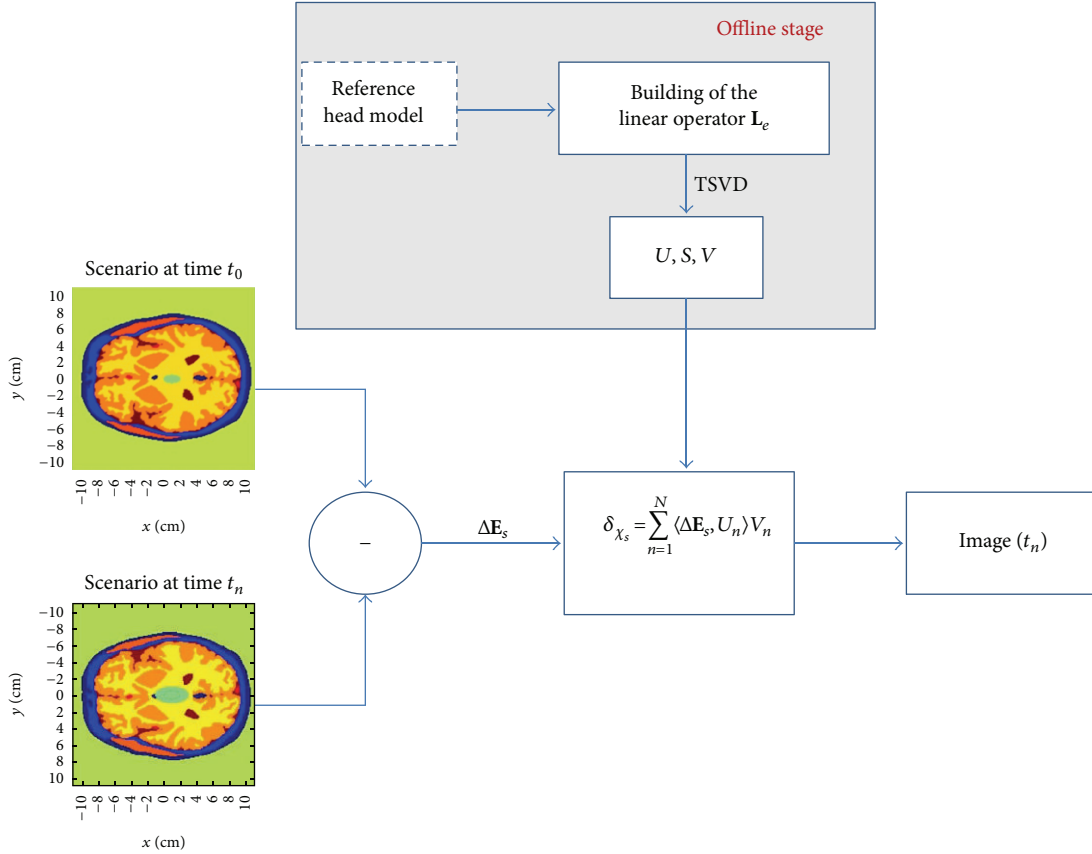 Offline stage
Reference
head model
Building of the
linear operator L_e
TSVD
U, S, V
Scenario at time t_0
10
8
6
4
2
0
−2
−4
−6
−8
−10
y (cm)
−10
−8
−6
−4
−2
0
2
4
6
8
10
x (cm)
−
ΔE_s
δ_{χ_s} = ∑_{n=1}^{N} ⟨ΔE_s, U_n⟩V_n
Image (t_n)
Scenario at time t_n
−10
−8
−6
−4
−2
0
2
4
6
8
10
y (cm)
−10
−8
−6
−4
−2
0
2
4
6
8
10
x (cm)